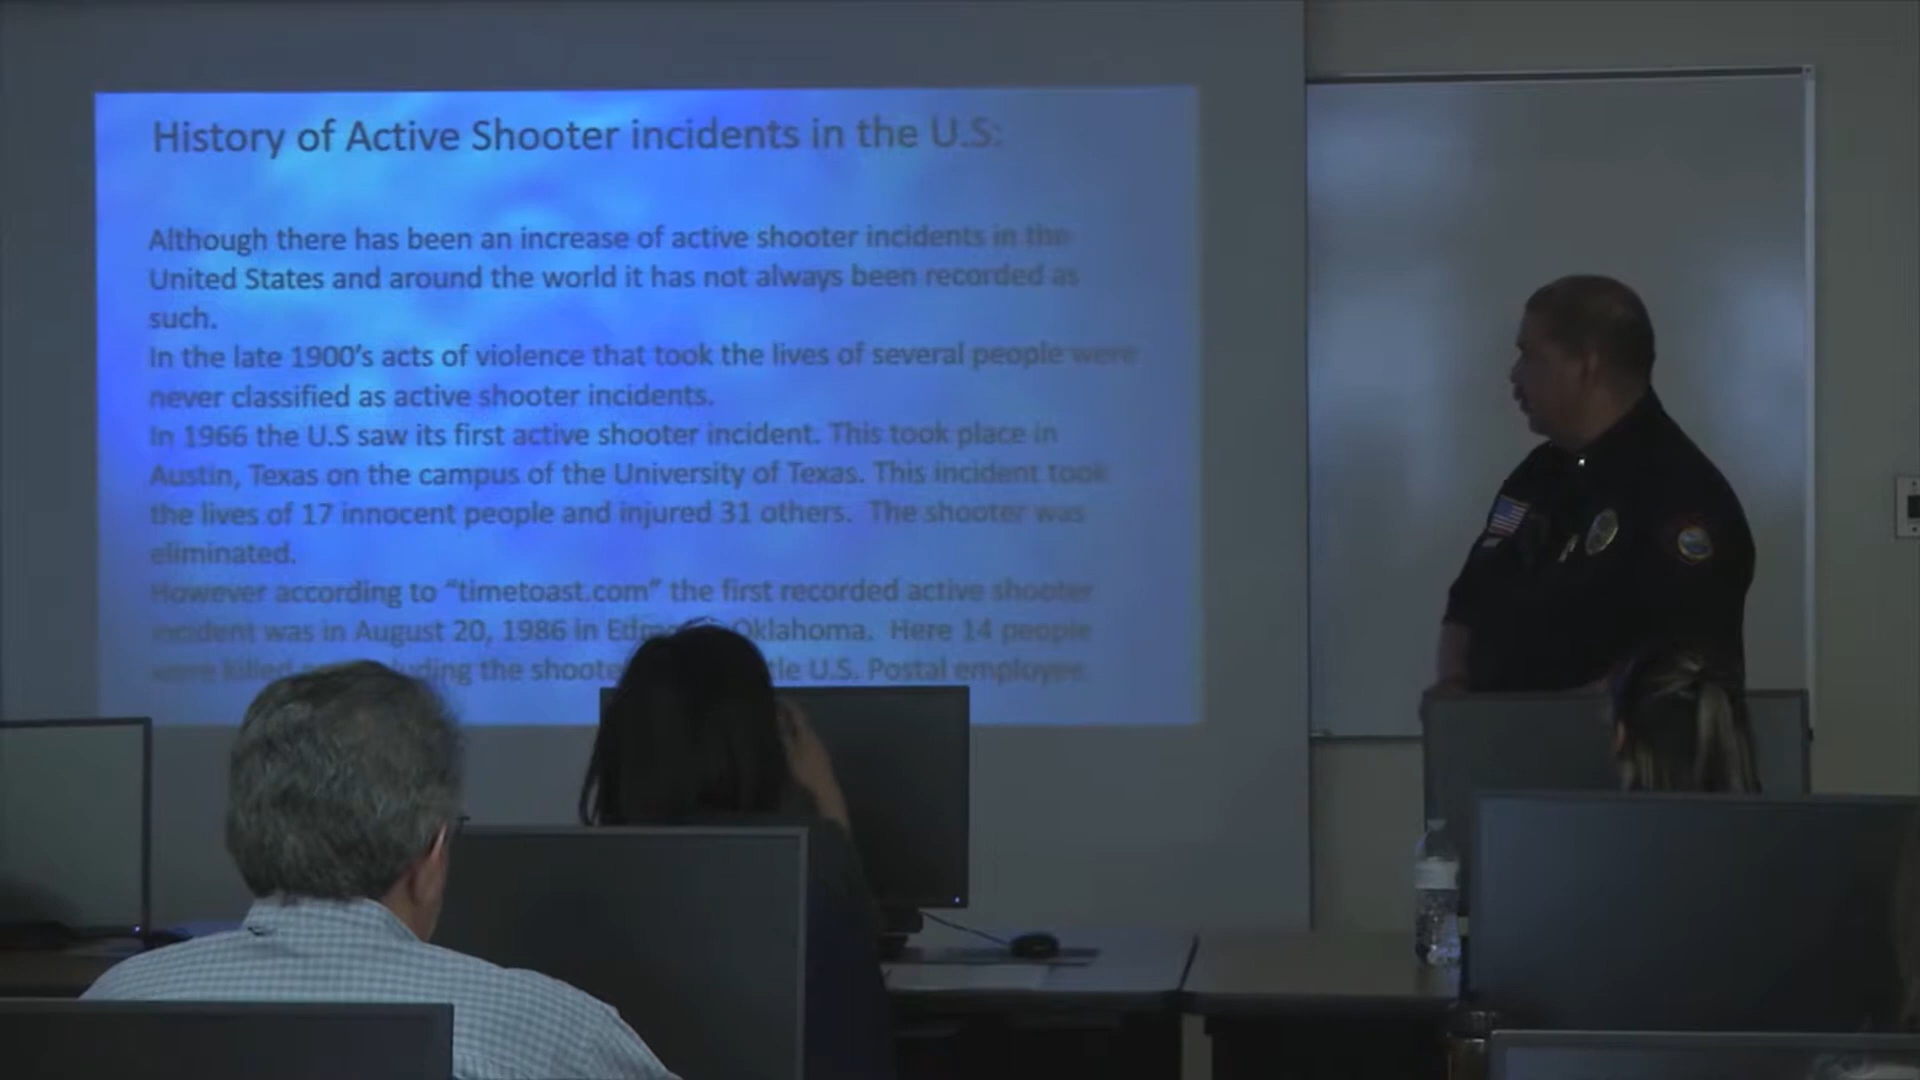 History of Active Shooter incidents in the U.S:
Although there has been an increase of active shooter incidents in the
United States and around the world it has not always been recorded as
such.
In the late 1900's acts of violence that took the lives of several people were
never classified as active shooter incidents.
In 1966 the U.S saw its first active shooter incident. This took place in
Austin, Texas on the campus of the University of Texas. This incident took
the lives of 17 innocent people and injured 31 others. The shooter was
eliminated.
However according to "timetoast.com" the first recorded active shooter
incident was in August 20, 1986 in Oklahoma. Here 14 people
were killed the U.S. Postal employee.